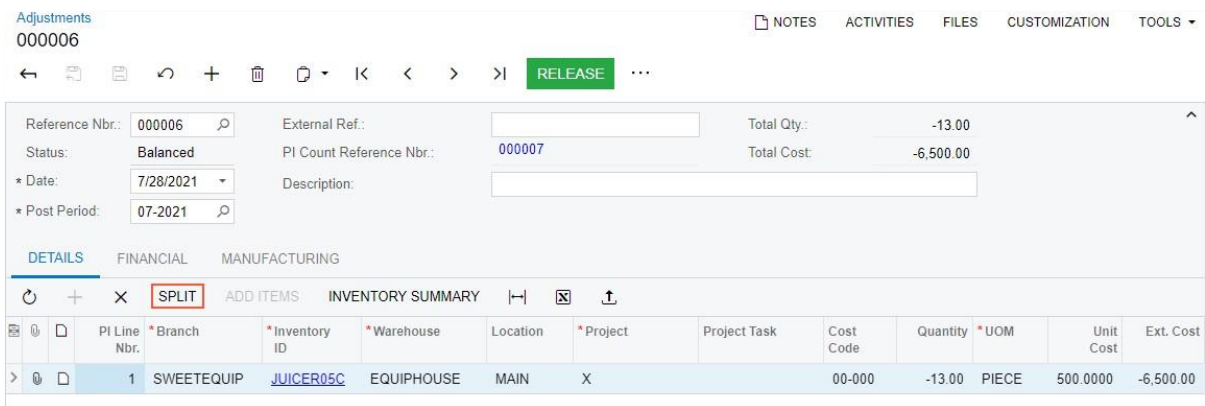 Adjustments
000006
NOTES ACTIVITIES FILES CUSTOMIZATION TOOLS
RELEASE ...
Reference Nbr.: 000006 External Ref.: Total Qty.: -13.00
Status: Balanced PI Count Reference Nbr.: 000007 Total Cost: -6,500.00
* Date: 7/28/2021 Description:
* Post Period: 07-2021
DETAILS FINANCIAL MANUFACTURING
SPLIT ADD ITEMS INVENTORY SUMMARY
PI Line Nbr. *Branch *Inventory ID *Warehouse Location *Project Project Task Cost Code Quantity *UOM Unit Cost Ext. Cost
1 SWEETEQUIP JUICER05C EQUIPHOUSE MAIN X 00-000 -13.00 PIECE 500.0000 -6,500.00